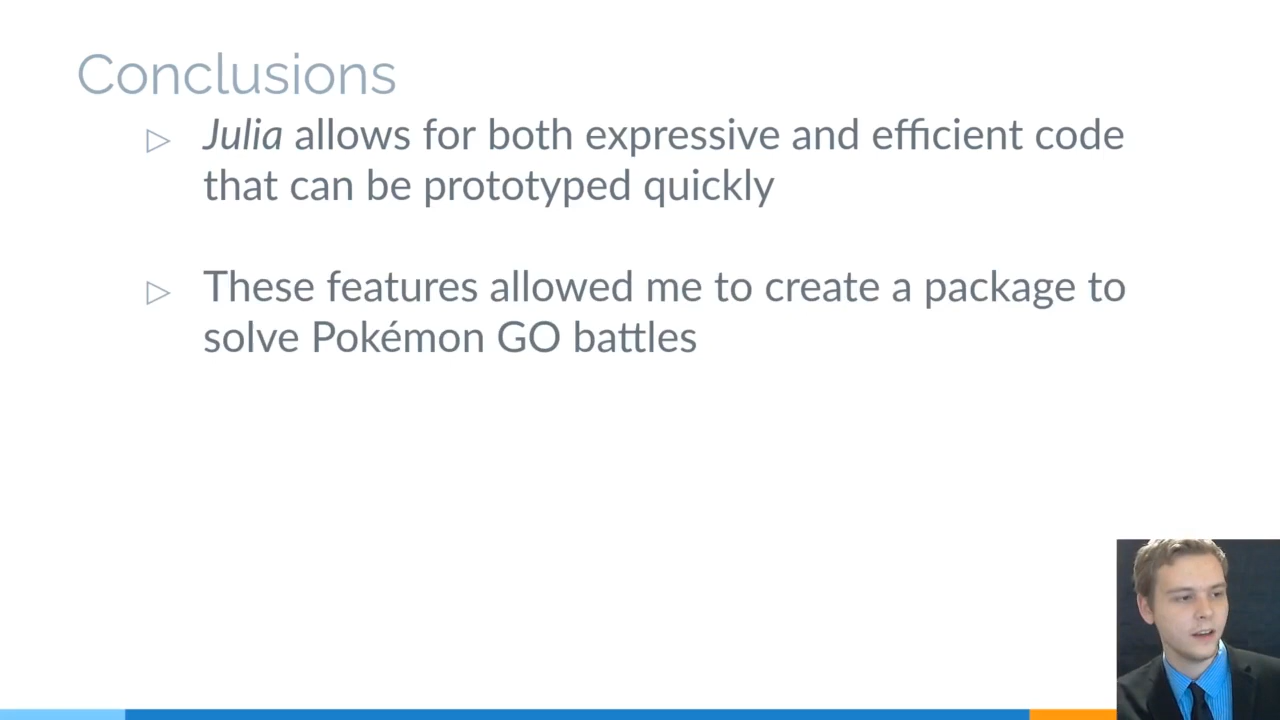 Conclusions
▷ Julia allows for both expressive and efficient code
that can be prototyped quickly
▷ These features allowed me to create a package to
solve Pokémon GO battles